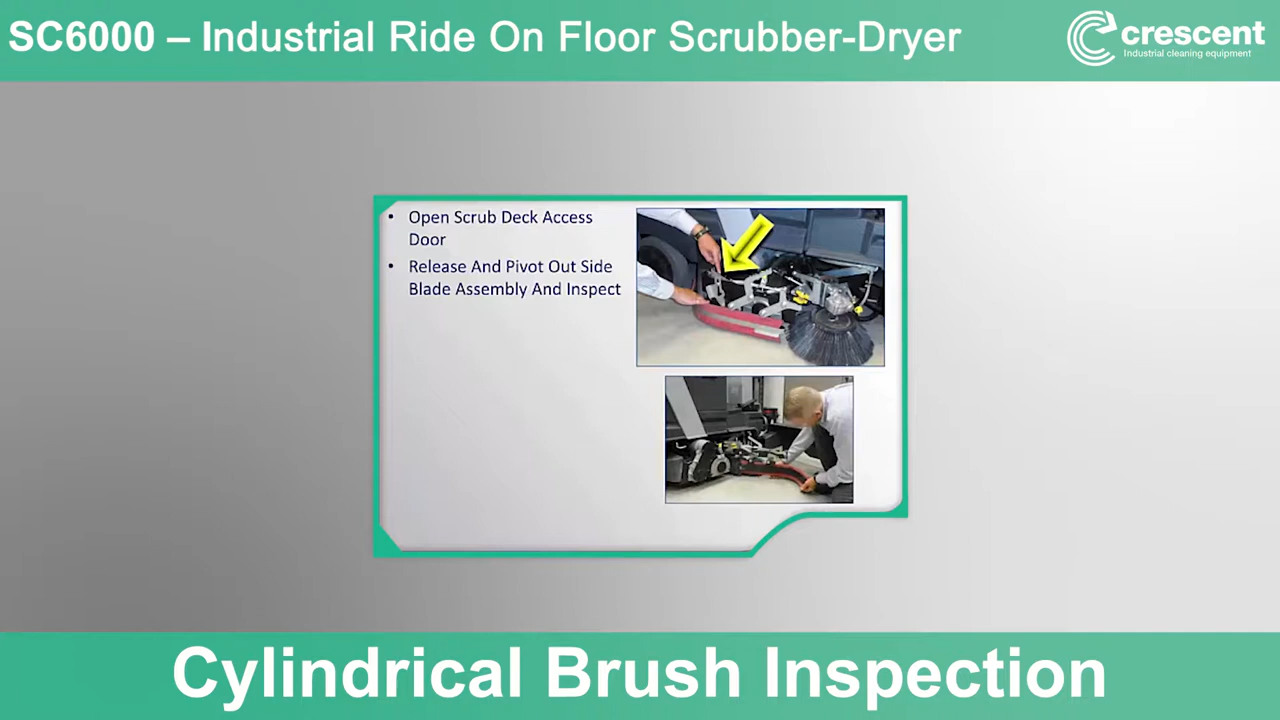 SC6000 – Industrial Ride On Floor Scrubber-Dryer
crescent
Industrial cleaning equipment
• Open Scrub Deck Access
Door
• Release And Pivot Out Side
Blade Assembly And Inspect
Cylindrical Brush Inspection